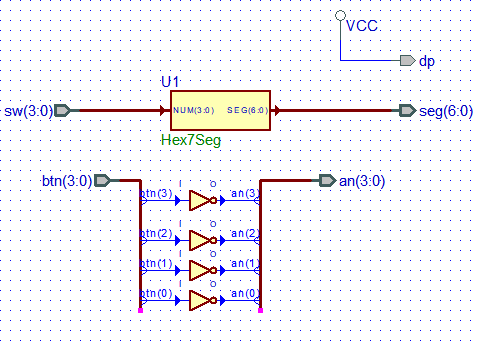 VCC
dp
U1
sw(3:0)
NUM(3:0) SEG(6:0)
seg(6:0)
Hex7Seg
btn(3:0)
an(3:0)
I O
btn(3) an(3)
I O
btn(2) an(2)
I O
btn(1) an(1)
I O
btn(0) an(0)